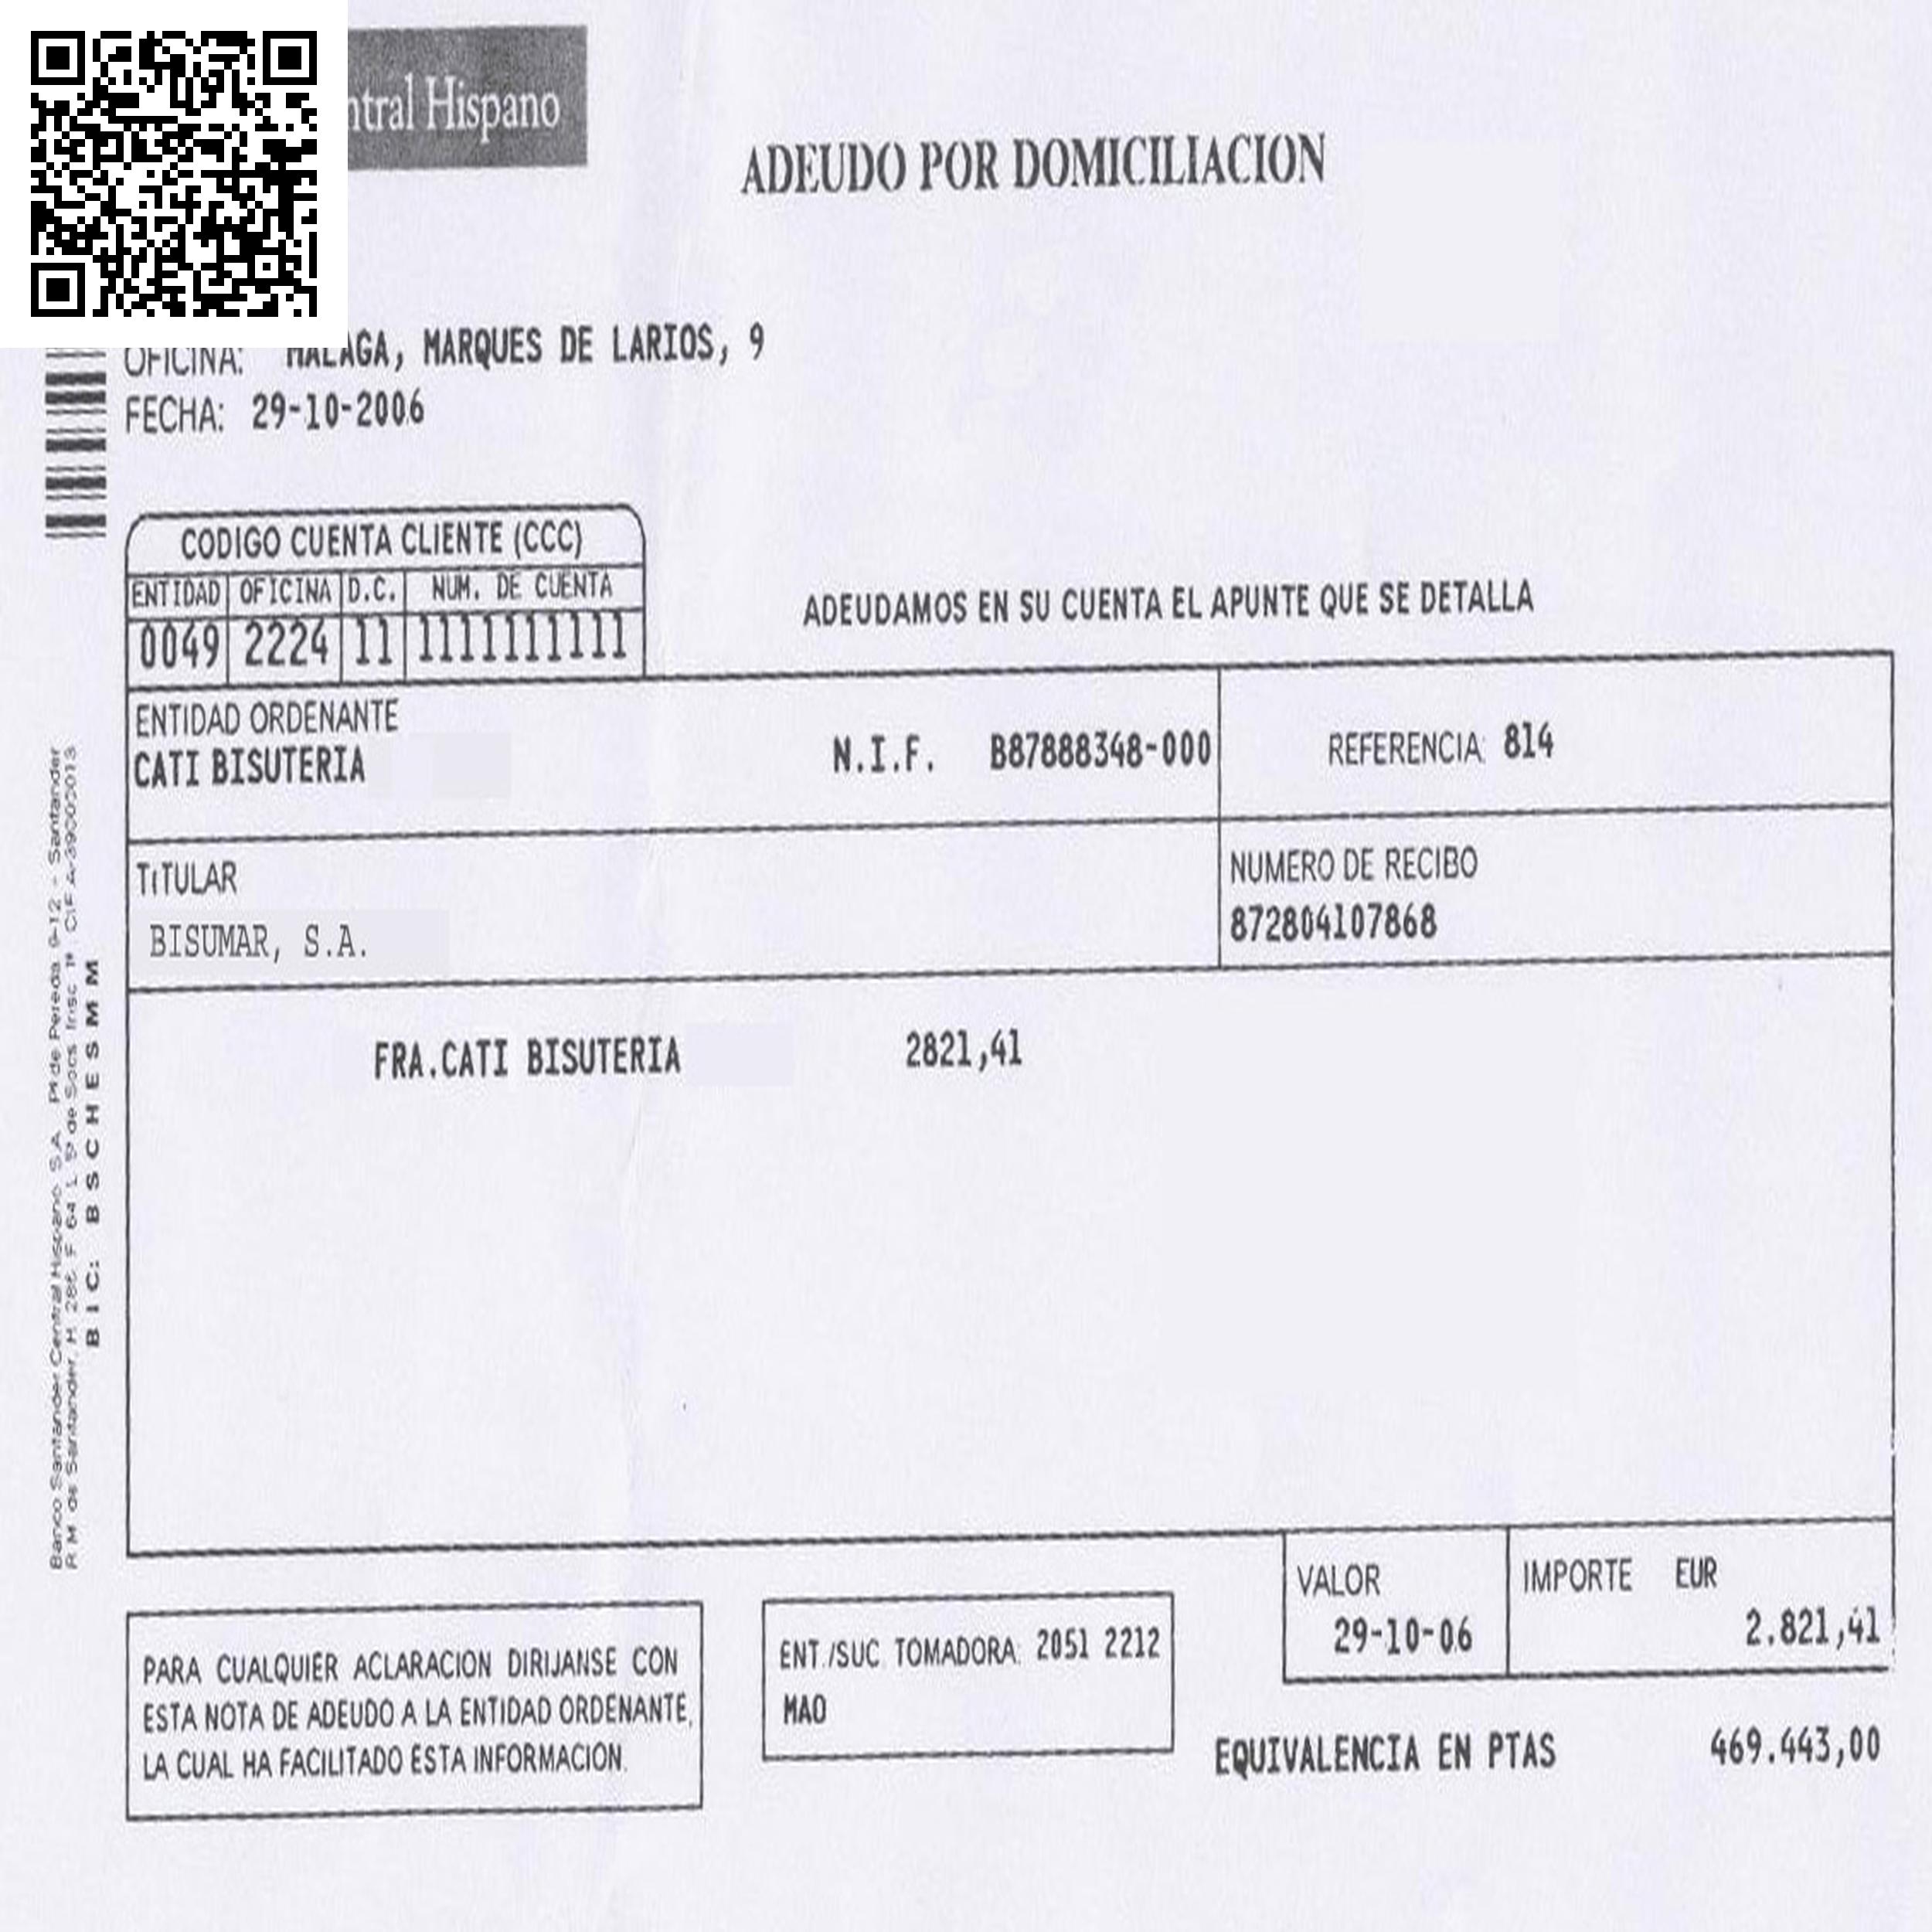 ntral Hispano
ADEUDO POR DOMICILIACION
OFICINA: MALAGA, MARQUES DE LARIOS, 9
FECHA: 29-10-2006
CODIGO CUENTA CLIENTE (CCC)
ENTIDAD OFICINA D.C. NUM. DE CUENTA
0049 2224 11 1111111111
ADEUDAMOS EN SU CUENTA EL APUNTE QUE SE DETALLA
ENTIDAD ORDENANTE
CATI BISUTERIA N.I.F. B87888348-000
REFERENCIA: 814
TITULAR
BISUMAR, S.A.
NUMERO DE RECIBO
872804107868
FRA.CATI BISUTERIA 2821,41
VALOR
29-10-06
IMPORTE EUR
2.821,41
PARA CUALQUIER ACLARACION DIRIJANSE CON
ESTA NOTA DE ADEUDO A LA ENTIDAD ORDENANTE,
LA CUAL HA FACILITADO ESTA INFORMACION.
ENT./SUC. TOMADORA: 2051 2212
MAO
EQUIVALENCIA EN PTAS 469.443,00
Banco Santander Central Hispano, S.A. Pº de Pereda 9-12 - Santander
R.M. de Santander, H. 286, F. 64 L. 5º de Socs. Insc. 1ª CIF A-39000013
BIC: BSCHESMM